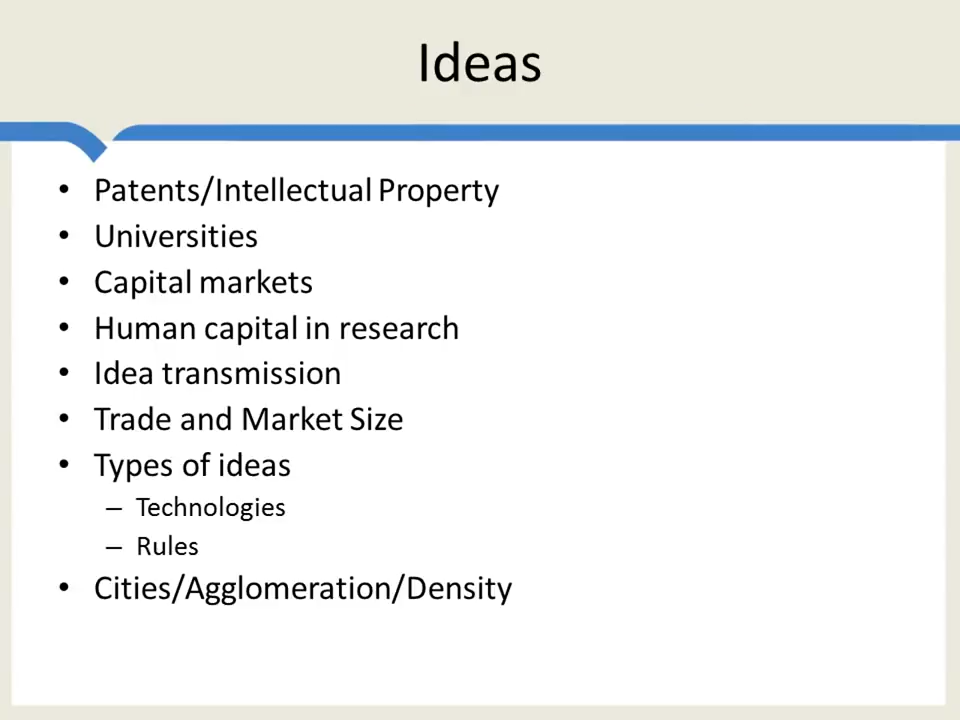 Ideas
• Patents/Intellectual Property
• Universities
• Capital markets
• Human capital in research
• Idea transmission
• Trade and Market Size
• Types of ideas
– Technologies
– Rules
• Cities/Agglomeration/Density